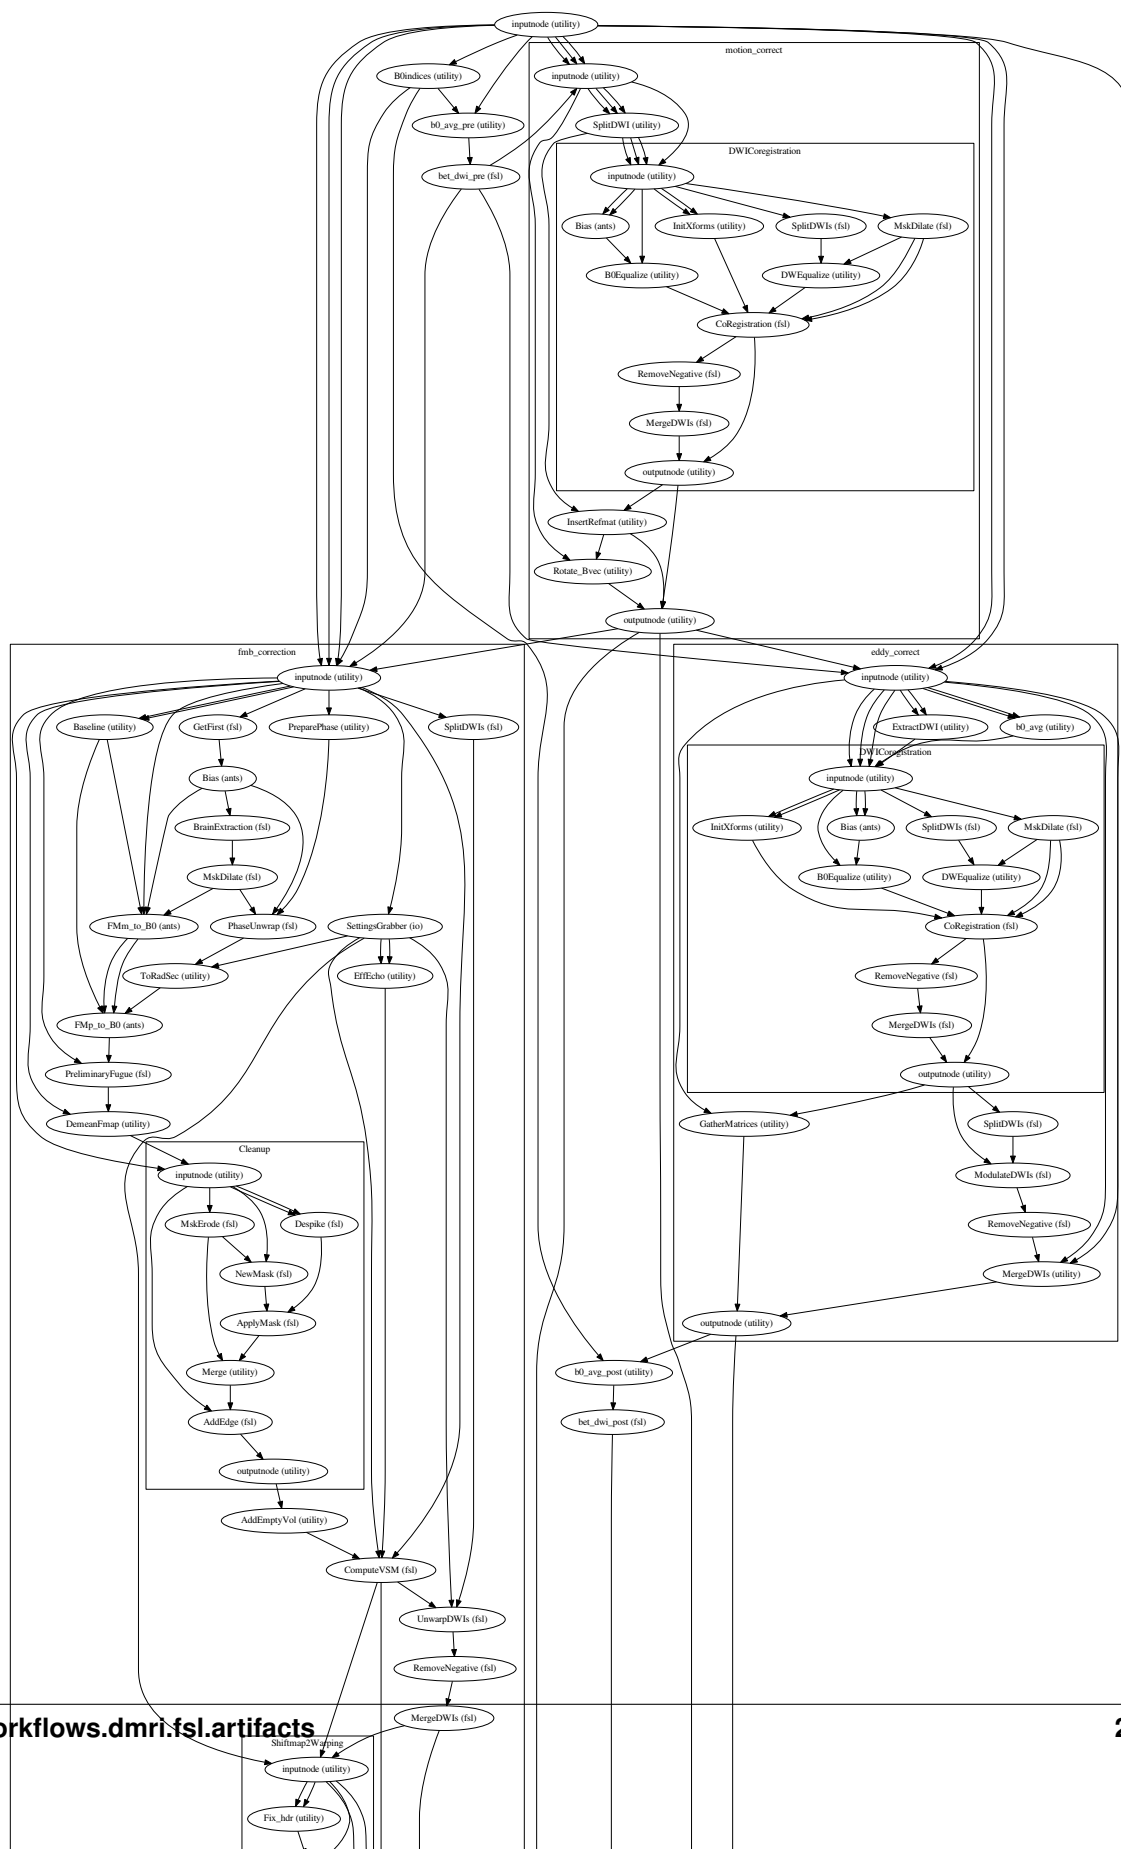 inputnode (utility)
motion_correct
B0indices (utility)
inputnode (utility)
b0_avg_pre (utility)
SplitDWI (utility)
DWICoregistration
bet_dwi_pre (fsl)
inputnode (utility)
Bias (ants)
InitXforms (utility)
SplitDWIs (fsl)
MskDilate (fsl)
B0Equalize (utility)
DWEqualize (utility)
CoRegistration (fsl)
RemoveNegative (fsl)
MergeDWIs (fsl)
outputnode (utility)
InsertRefmat (utility)
Rotate_Bvec (utility)
outputnode (utility)
fmb_correction
eddy_correct
inputnode (utility)
inputnode (utility)
Baseline (utility)
GetFirst (fsl)
PreparePhase (utility)
SplitDWIs (fsl)
ExtractDWI (utility)
b0_avg (utility)
DWICoregistration
Bias (ants)
inputnode (utility)
BrainExtraction (fsl)
InitXforms (utility)
Bias (ants)
SplitDWIs (fsl)
MskDilate (fsl)
MskDilate (fsl)
B0Equalize (utility)
DWEqualize (utility)
FMm_to_B0 (ants)
PhaseUnwrap (fsl)
SettingsGrabber (io)
CoRegistration (fsl)
ToRadSec (utility)
EffEcho (utility)
RemoveNegative (fsl)
FMp_to_B0 (ants)
MergeDWIs (fsl)
PreliminaryFugue (fsl)
outputnode (utility)
DemeanFmap (utility)
GatherMatrices (utility)
SplitDWIs (fsl)
Cleanup
inputnode (utility)
ModulateDWIs (fsl)
MskErode (fsl)
Despike (fsl)
RemoveNegative (fsl)
NewMask (fsl)
MergeDWIs (utility)
ApplyMask (fsl)
outputnode (utility)
Merge (utility)
b0_avg_post (utility)
AddEdge (fsl)
bet_dwi_post (fsl)
outputnode (utility)
AddEmptyVol (utility)
ComputeVSM (fsl)
UnwarpDWIs (fsl)
RemoveNegative (fsl)
MergeDWIs (fsl)
orkflows.dmri.fsl.artifacts
2
Shiftmap2Warping
inputnode (utility)
Fix_hdr (utility)